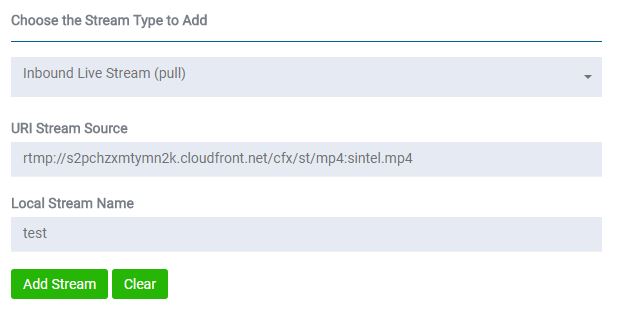 Choose the Stream Type to Add
Inbound Live Stream (pull)
URI Stream Source
rtmp://s2pchzxmtymn2k.cloudfront.net/cfx/st/mp4:sintel.mp4
Local Stream Name
test
Add Stream Clear